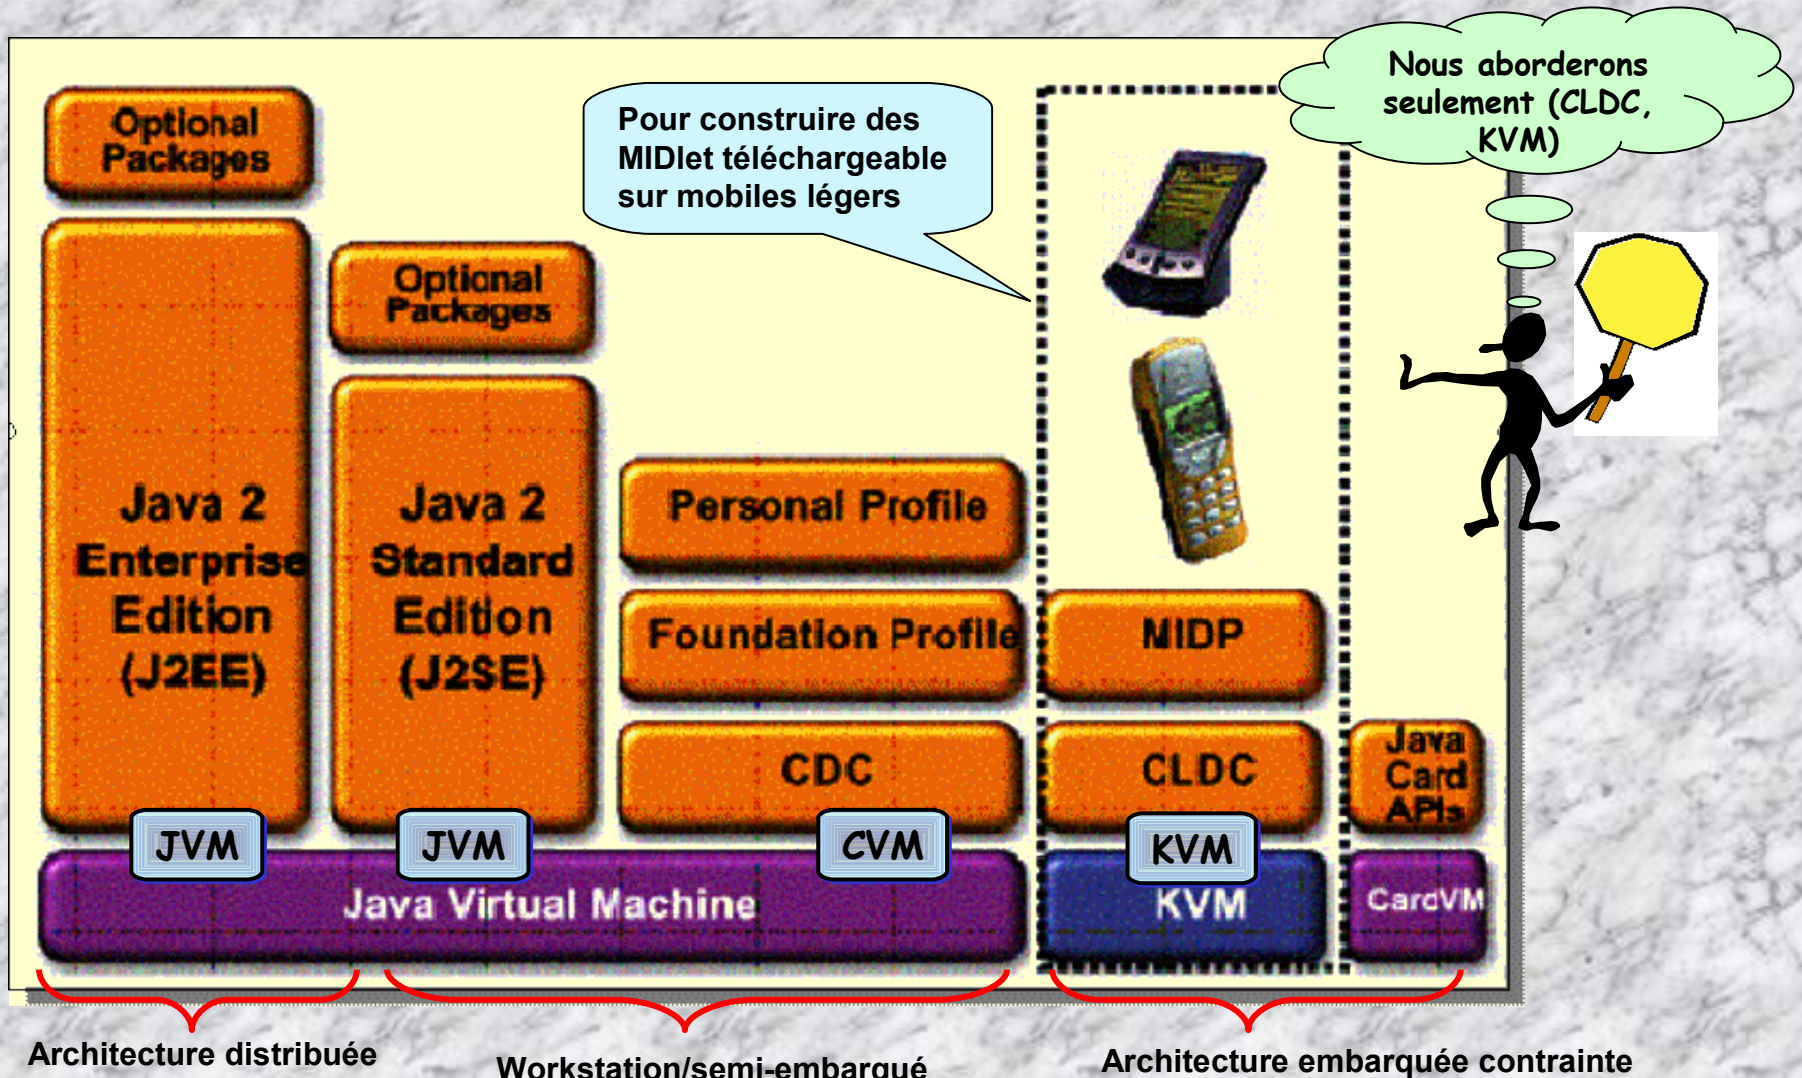 Nous aborderons
seulement (CLDC,
KVM)
Pour construire des
MIDlet téléchargeable
sur mobiles légers
Optional
Packages
Java 2
Enterprise
Edition
(J2EE)
JVM
Optional
Packages
Java 2
Standard
Edition
(J2SE)
JVM
Personal Profile
Foundation Profile
CDC
CVM
MIDP
CLDC
KVM
Java
Card
APIs
Java Virtual Machine
KVM
CardVM
Architecture distribuée
Workstation/semi-embarqué
Architecture embarquée contrainte